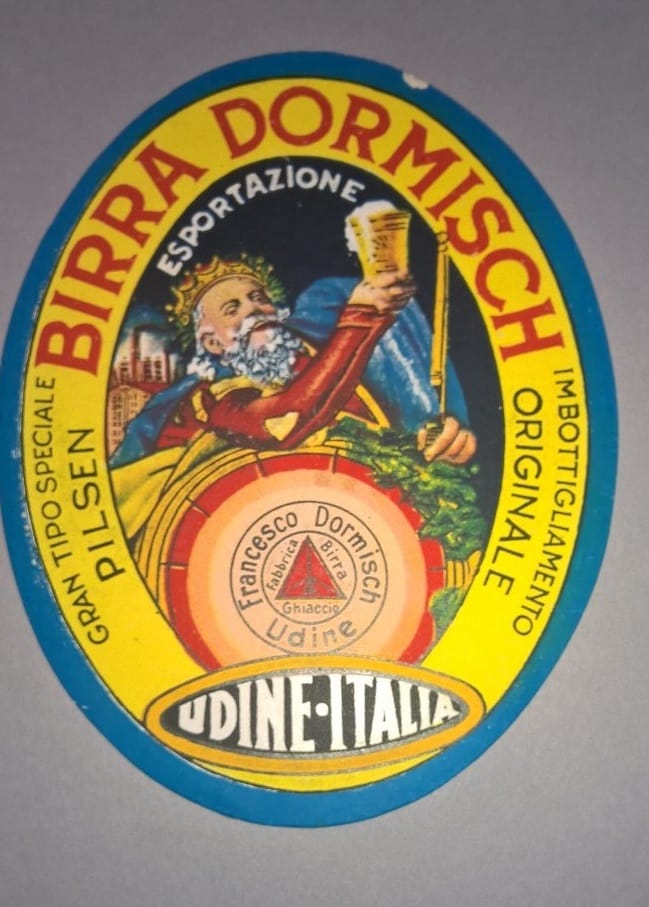 BIRRA DORMISCH
ESPORTAZIONE
GRAN TIPO SPECIALE
PILSEN
IMBOTTIGLIAMENTO
ORIGINALE
Francesco Dormisch
Fabbrica Birra
Ghiaccio
Udine
UDINE·ITALIA